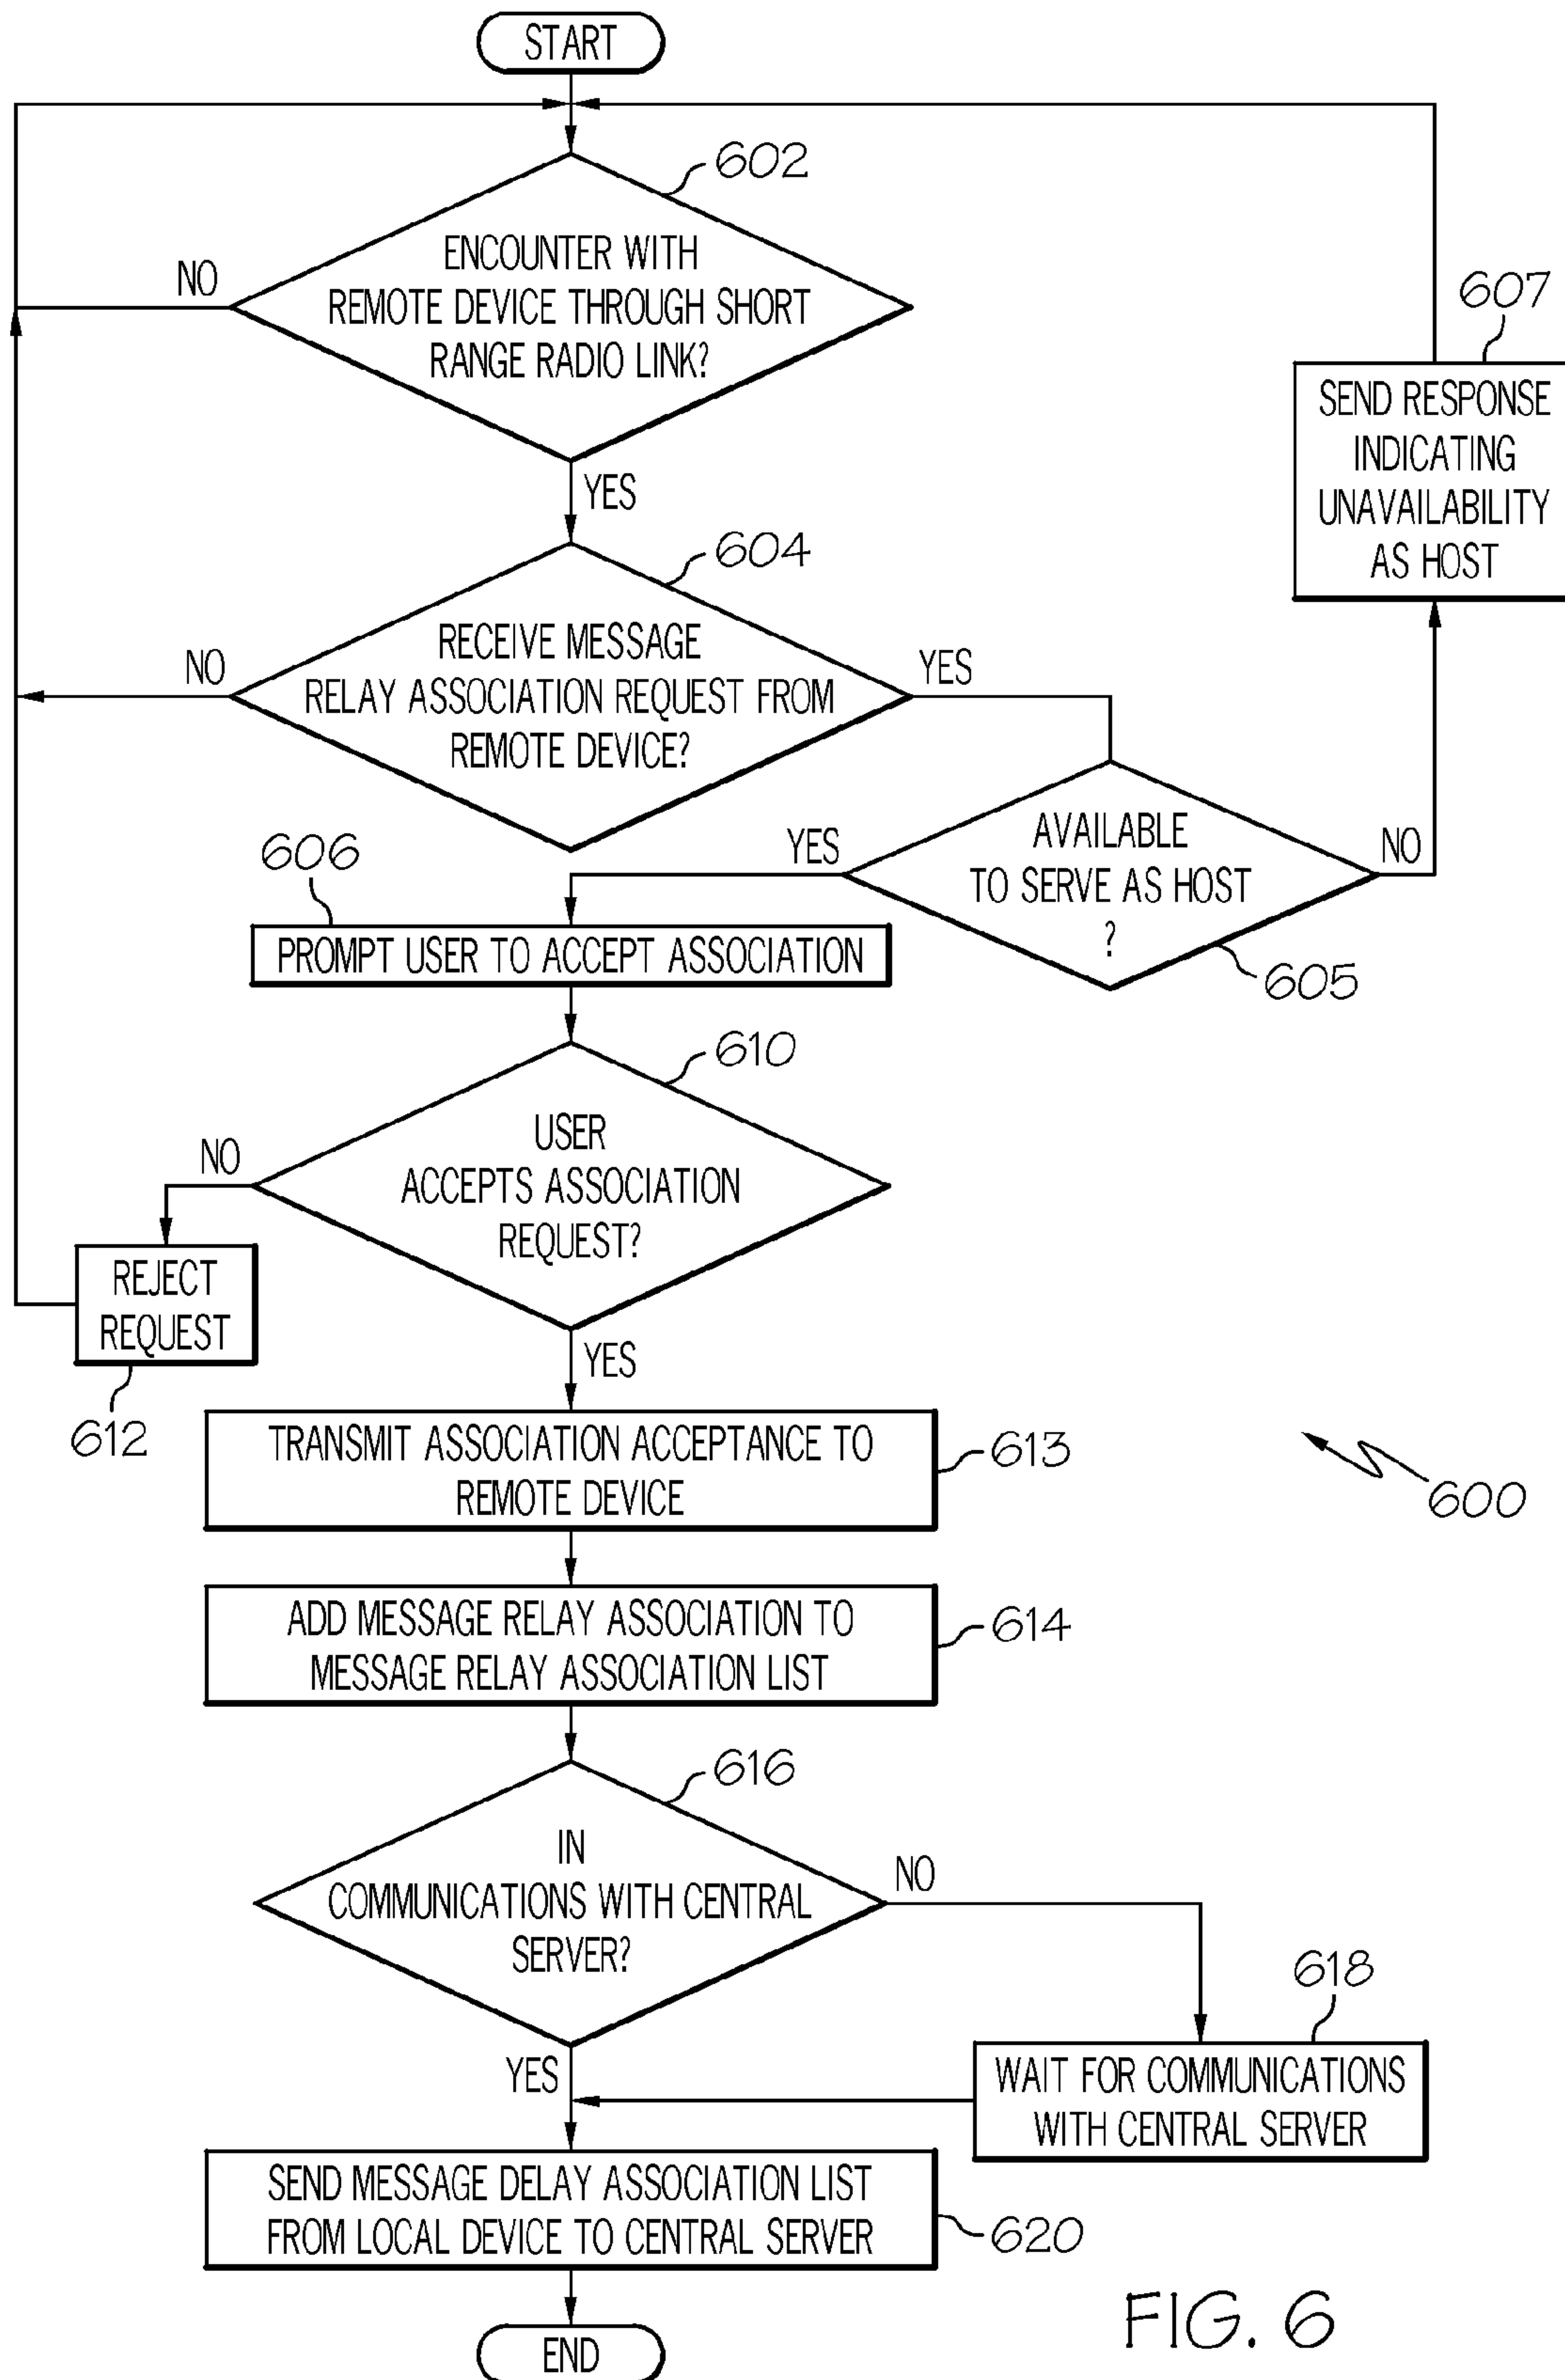 START
602
ENCOUNTER WITH
REMOTE DEVICE THROUGH SHORT
RANGE RADIO LINK?
NO
YES
607
SEND RESPONSE
INDICATING
UNAVAILABILITY
AS HOST
604
RECEIVE MESSAGE
RELAY ASSOCIATION REQUEST FROM
REMOTE DEVICE?
NO
YES
AVAILABLE
TO SERVE AS HOST
?
YES
NO
605
606
PROMPT USER TO ACCEPT ASSOCIATION
610
USER
ACCEPTS ASSOCIATION
REQUEST?
NO
REJECT
REQUEST
612
YES
TRANSMIT ASSOCIATION ACCEPTANCE TO
REMOTE DEVICE
613
600
ADD MESSAGE RELAY ASSOCIATION TO
MESSAGE RELAY ASSOCIATION LIST
614
616
IN
COMMUNICATIONS WITH CENTRAL
SERVER?
NO
618
WAIT FOR COMMUNICATIONS
WITH CENTRAL SERVER
YES
SEND MESSAGE DELAY ASSOCIATION LIST
FROM LOCAL DEVICE TO CENTRAL SERVER
620
END
FIG. 6